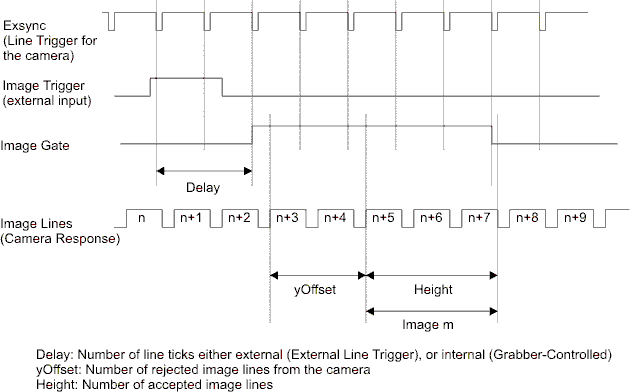 Exsync
(Line Trigger for
the camera)
Image Trigger
(external input)
Image Gate
Delay
Image Lines
(Camera Response)
n n+1 n+2 n+3 n+4 n+5 n+6 n+7 n+8 n+9
yOffset Height
Image m
Delay: Number of line ticks either external (External Line Trigger), or internal (Grabber-Controlled)
yOffset: Number of rejected image lines from the camera
Height: Number of accepted image lines